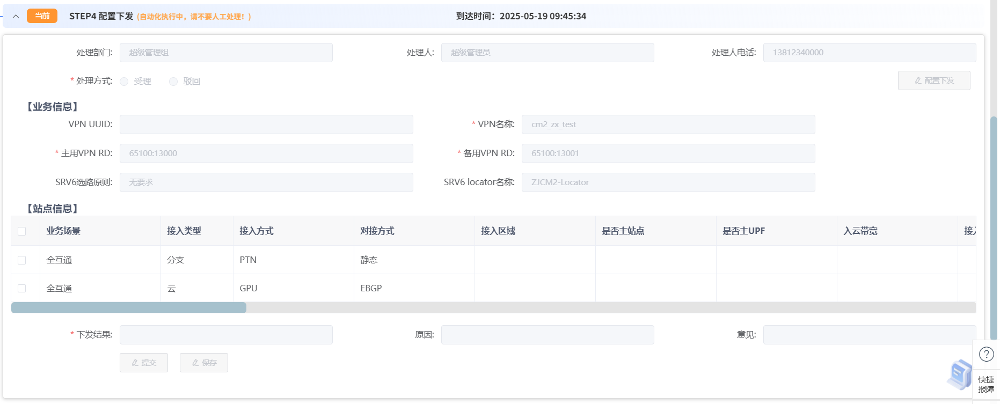 当前 STEP4 配置下发 (自动化执行中，请不要人工处理！) 到达时间：2025-05-19 09:45:34
处理部门: 超级管理组 处理人: 超级管理员 处理人电话: 13812340000
* 处理方式: 受理 驳回 配置下发
【业务信息】
VPN UUID: * VPN名称: cm2_zx_test
* 主用VPN RD: 65100:13000 * 备用VPN RD: 65100:13001
SRV6选路原则: 无要求 SRV6 locator名称: ZJCM2-Locator
【站点信息】
业务场景 接入类型 接入方式 对接方式 接入区域 是否主站点 是否主UPF 入云带宽 接入
全互通 分支 PTN 静态
全互通 云 GPU EBGP
* 下发结果: 原因: 意见:
提交 保存
快捷
报障